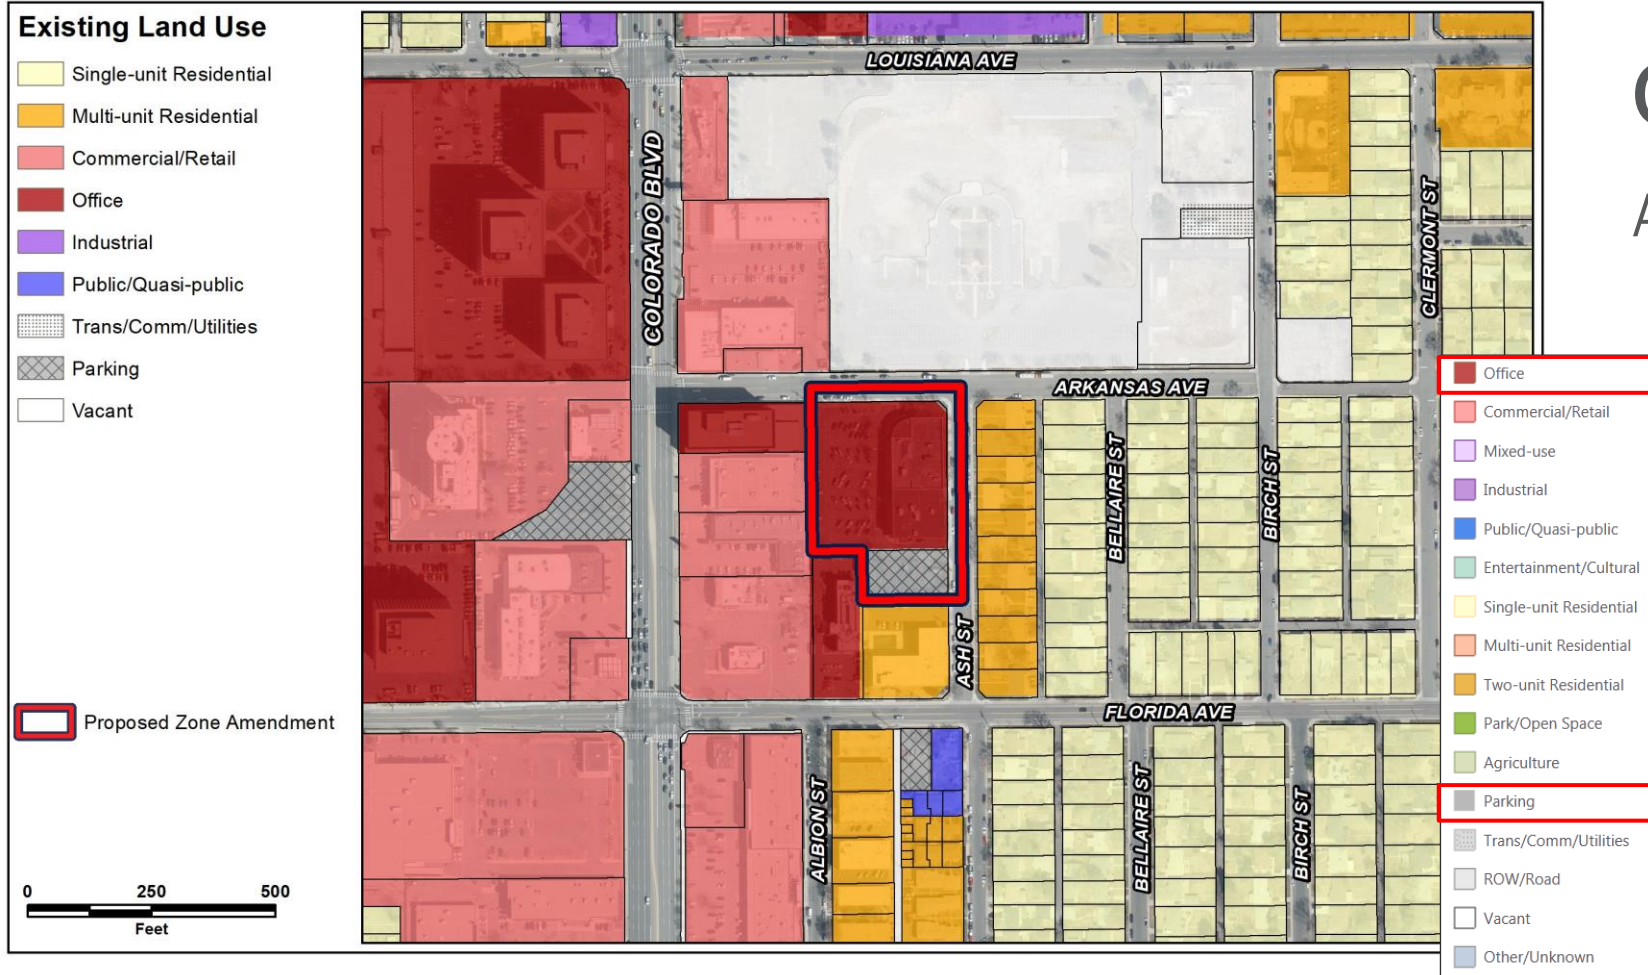 Existing Land Use
Single-unit Residential
Multi-unit Residential
Commercial/Retail
Office
Industrial
Public/Quasi-public
Trans/Comm/Utilities
Parking
Vacant
Proposed Zone Amendment
0 250 500
Feet
LOUISIANA AVE
COLORADO BLVD
CLERMONT ST
ARKANSAS AVE
BELLAIRE ST
BIRCH ST
ASH ST
FLORIDA AVE
ALBION ST
BELLAIRE ST
BIRCH ST
Office
Commercial/Retail
Mixed-use
Industrial
Public/Quasi-public
Entertainment/Cultural
Single-unit Residential
Multi-unit Residential
Two-unit Residential
Park/Open Space
Agriculture
Parking
Trans/Comm/Utilities
ROW/Road
Vacant
Other/Unknown